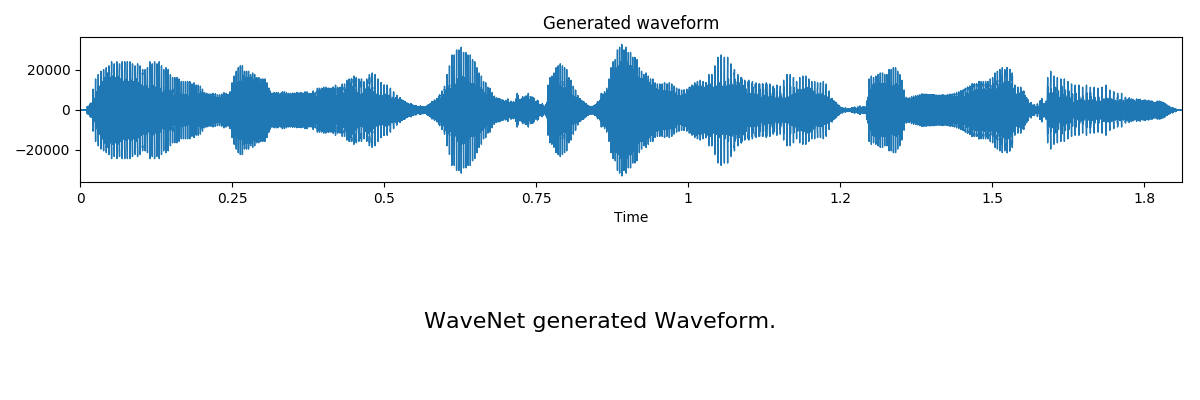 Generated waveform
20000
0
−20000
0 0.25 0.5 0.75 1 1.2 1.5 1.8
Time
WaveNet generated Waveform.